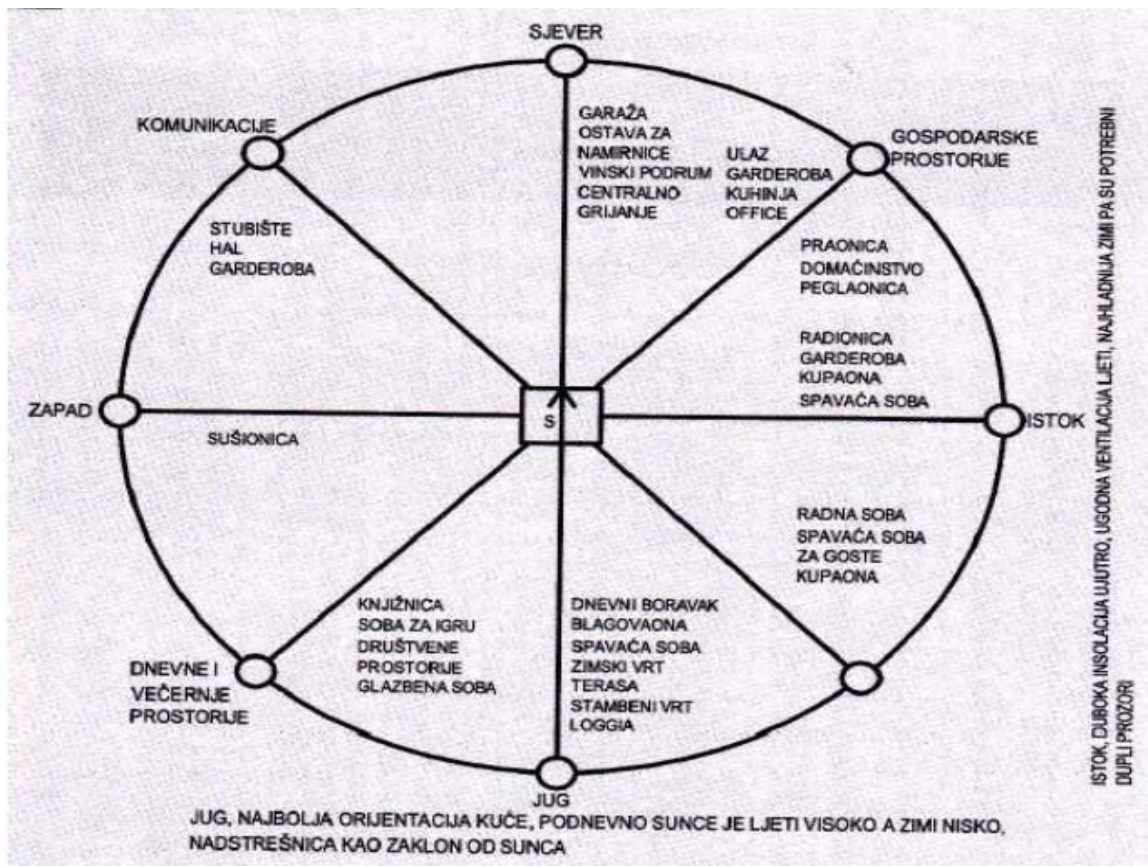 SJEVER
KOMUNIKACIJE
GOSPODARSKE
PROSTORIJE
GARAŽA
OSTAVA ZA
NAMIRNICE
VINSKI PODRUM
CENTRALNO
GRIJANJE
ULAZ
GARDEROBA
KUHINJA
OFFICE
STUBIŠTE
HAL
GARDEROBA
PRAONICA
DOMAĆINSTVO
PEGLAONICA
RADIONICA
GARDEROBA
KUPAONA
SPAVAĆA SOBA
ZAPAD
S
ISTOK
SUŠIONICA
RADNA SOBA
SPAVAĆA SOBA
ZA GOSTE
KUPAONA
KNJIŽNICA
SOBA ZA IGRU
DRUŠTVENE
PROSTORIJE
GLAZBENA SOBA
DNEVNI BORAVAK
BLAGOVAONA
SPAVAĆA SOBA
ZIMSKI VRT
TERASA
STAMBENI VRT
LOGGIA
DNEVNE I
VEČERNJE
PROSTORIJE
JUG
JUG, NAJBOLJA ORIJENTACIJA KUĆE, PODNEVNO SUNCE JE LJETI VISOKO A ZIMI NISKO,
NADSTREŠNICA KAO ZAKLON OD SUNCA
ISTOK, DUBOKA INSOLACIJA UJUTRO, UGODNA VENTILACIJA LJETI, NAJHLADNIJA ZIMI PA SU POTREBNI
DUPLI PROZORI